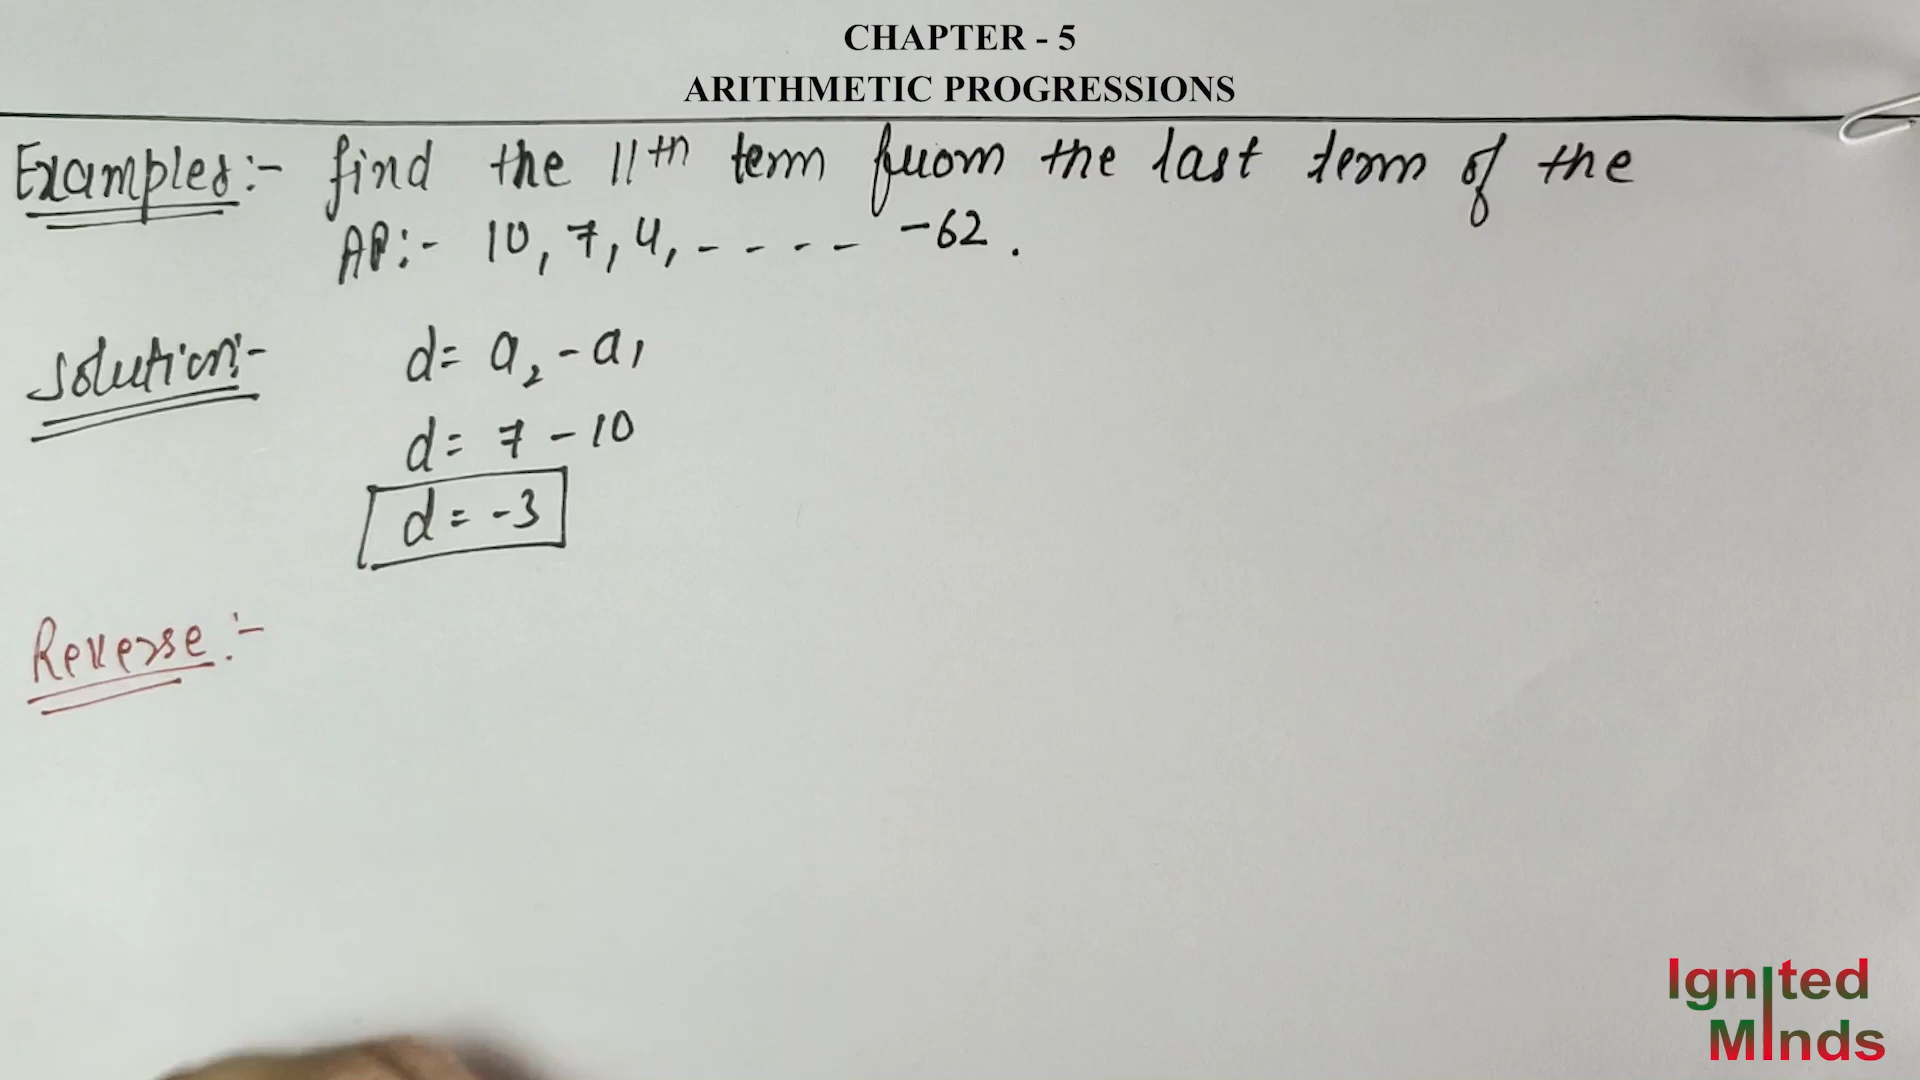 CHAPTER - 5
ARITHMETIC PROGRESSIONS
Examples:- find the 11th term from the last term of the
AP:- 10, 7, 4, - - - - -62.
Solution:- d= a2 - a1
d= 7 - 10
d= -3
Reverse:-
Ignited
Minds